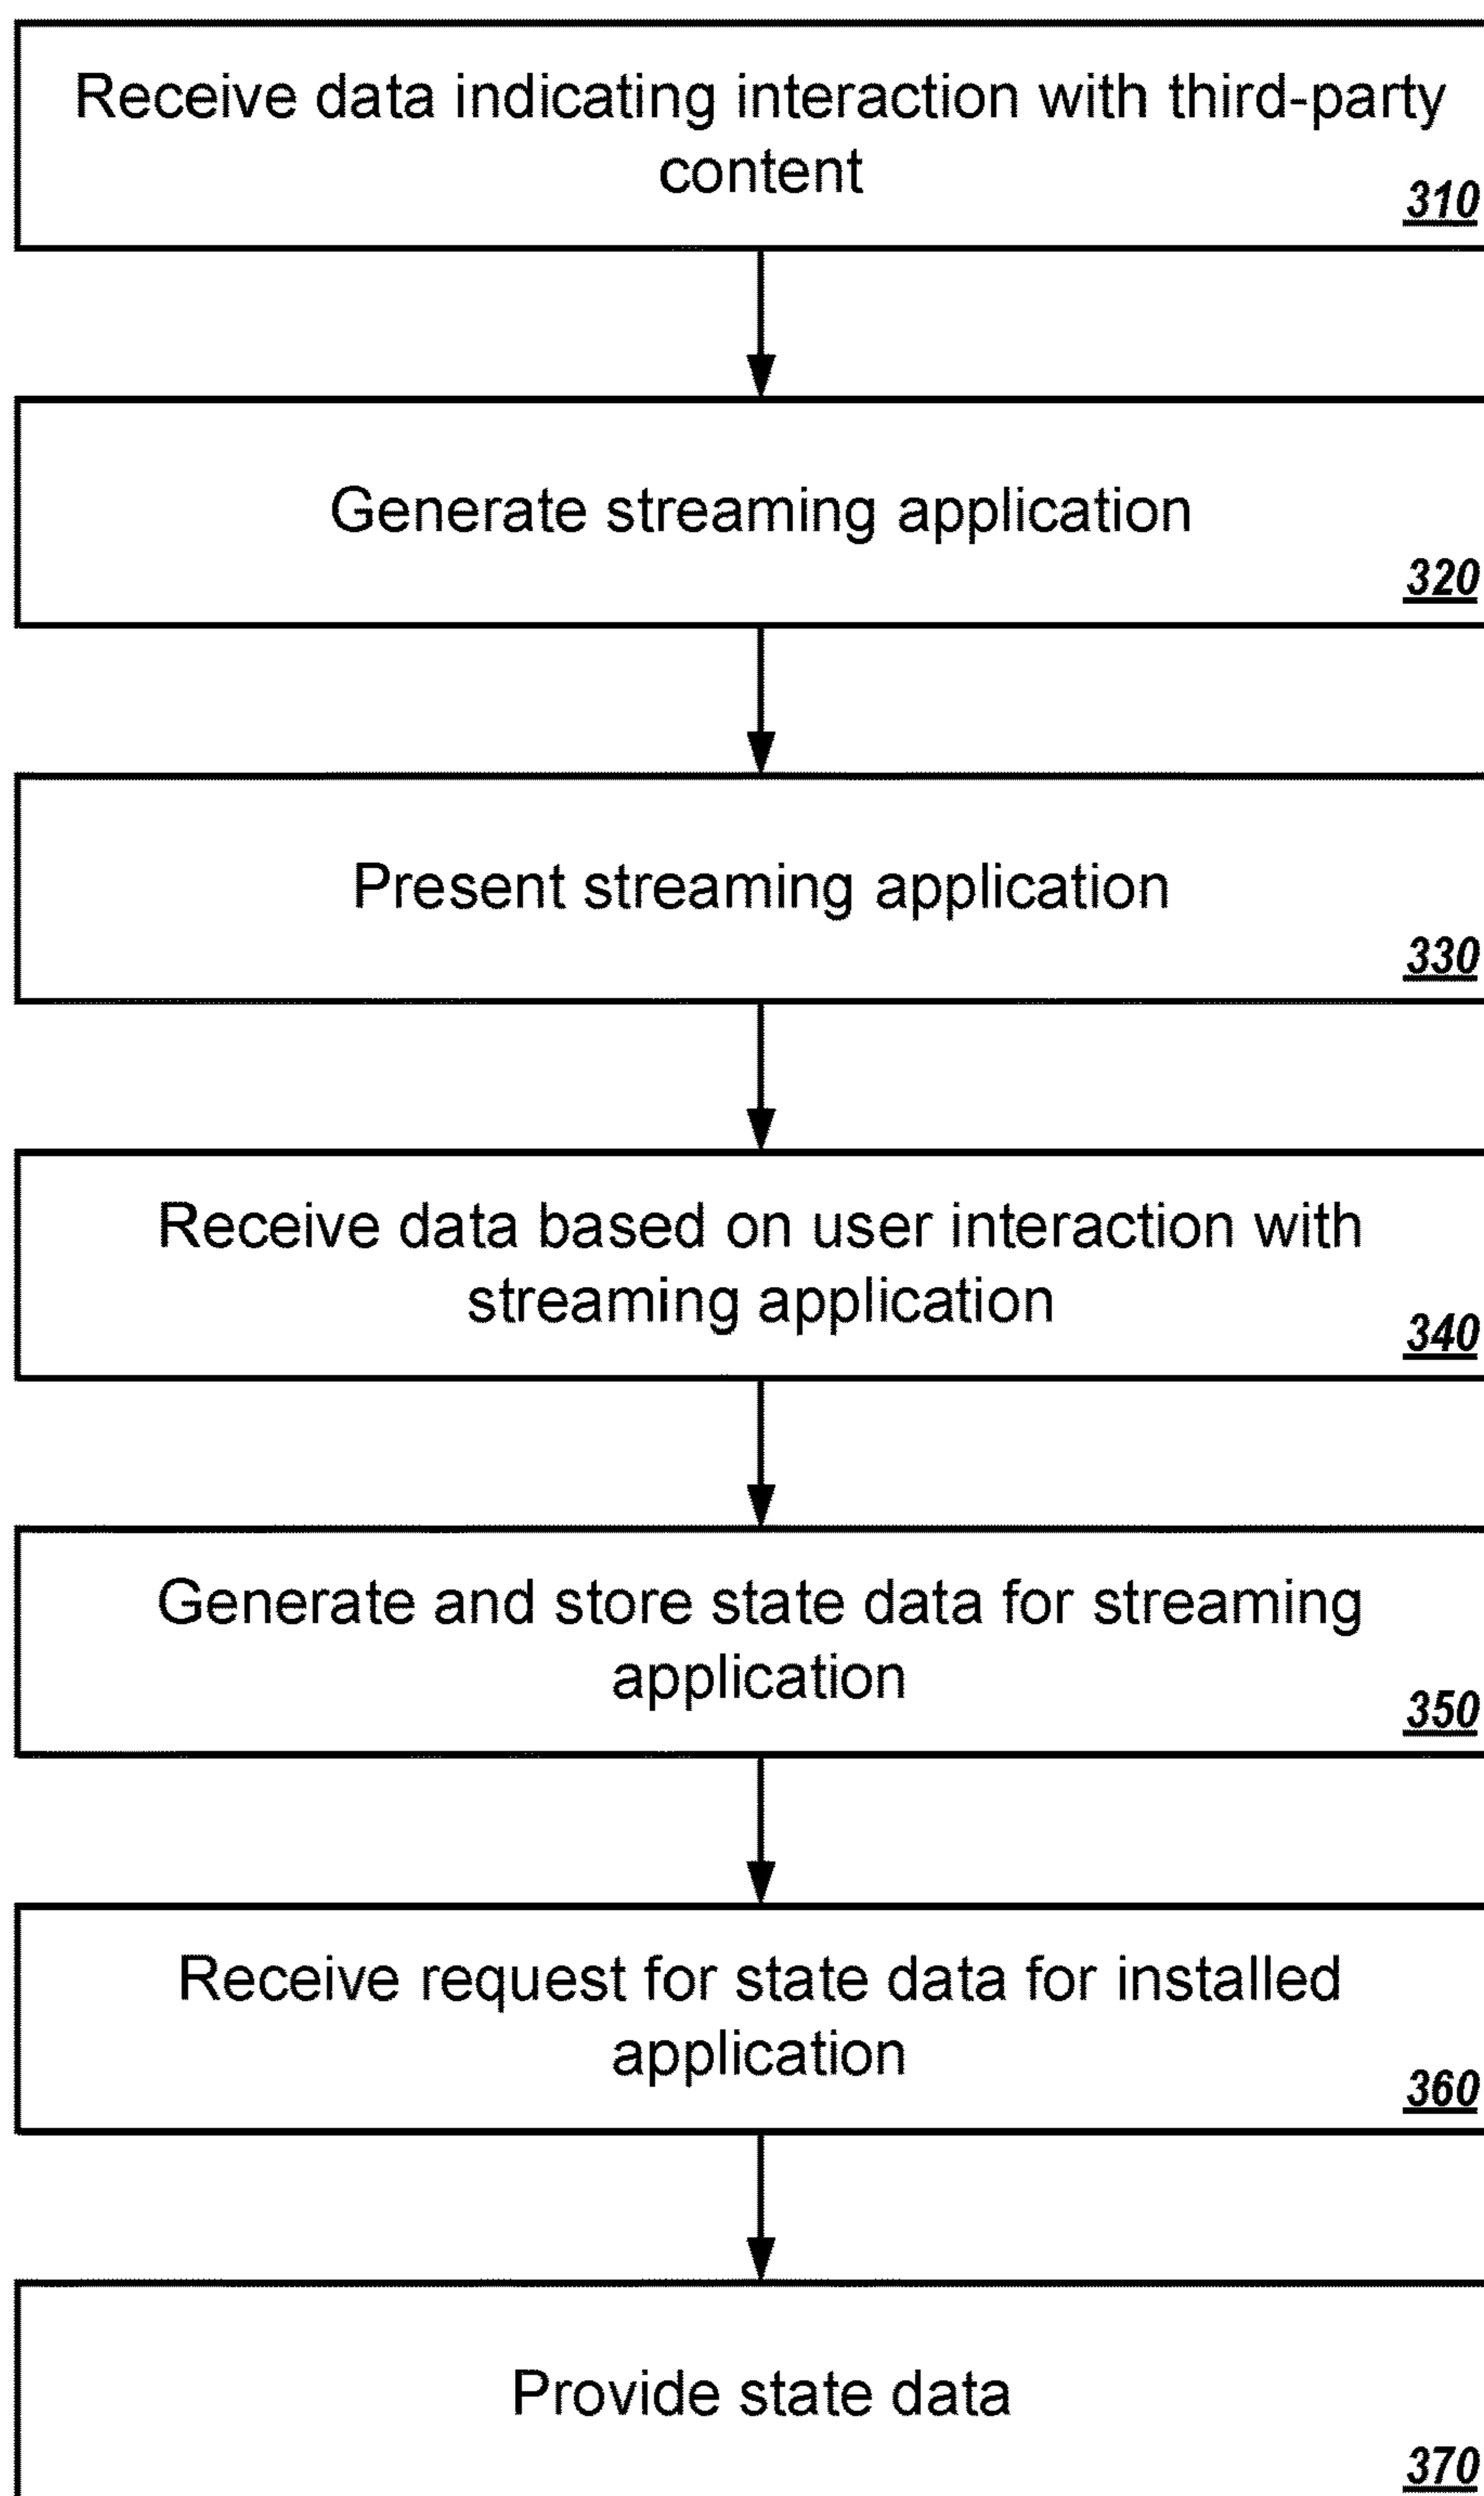 Receive data indicating interaction with third-party
content
310
Generate streaming application
320
Present streaming application
330
Receive data based on user interaction with
streaming application
340
Generate and store state data for streaming
application
350
Receive request for state data for installed
application
360
Provide state data
370